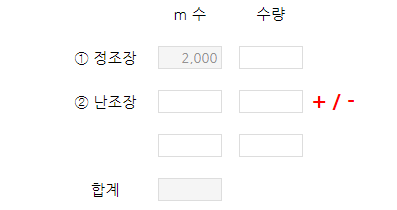 m 수 수량
① 정조장 2,000
② 난조장 + / -
합계